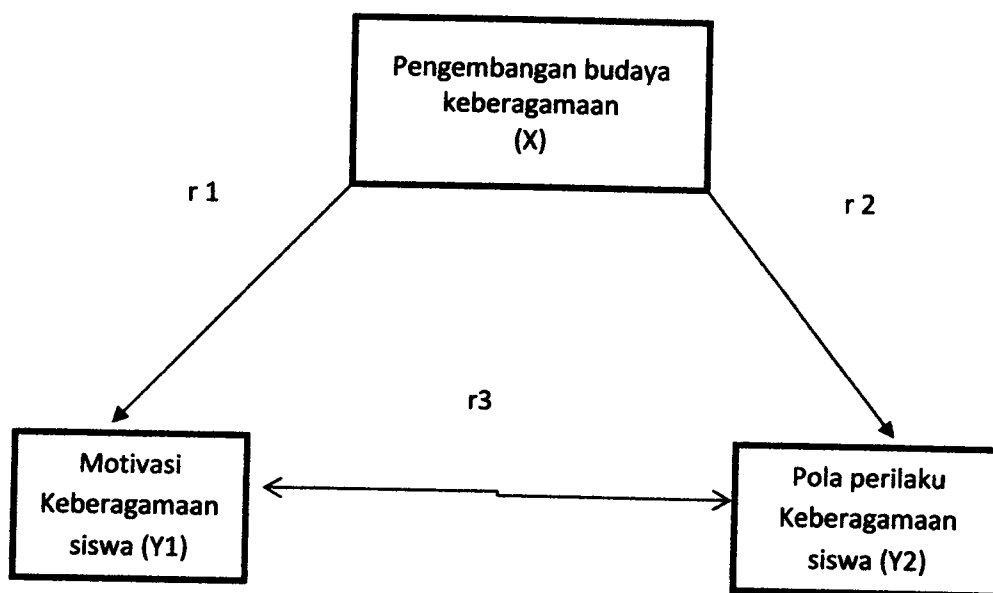 Pengembangan budaya
keberagamaan
(X)
r 1
r 2
r3
Motivasi
Keberagamaan
siswa (Y1)
Pola perilaku
Keberagamaan
siswa (Y2)